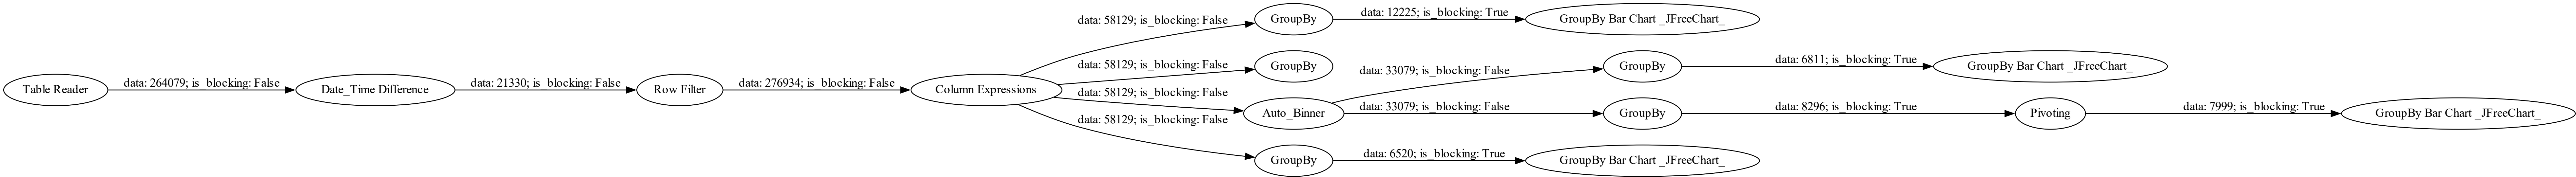 data: 58129; is_blocking: False
GroupBy
data: 12225; is_blocking: True
GroupBy Bar Chart _JFreeChart_
Table Reader
data: 264079; is_blocking: False
Date_Time Difference
data: 21330; is_blocking: False
Row Filter
data: 276934; is_blocking: False
Column Expressions
data: 58129; is_blocking: False
GroupBy
data: 58129; is_blocking: False
Auto_Binner
data: 33079; is_blocking: False
GroupBy
data: 6811; is_blocking: True
GroupBy Bar Chart _JFreeChart_
data: 33079; is_blocking: False
GroupBy
data: 8296; is_blocking: True
Pivoting
data: 7999; is_blocking: True
GroupBy Bar Chart _JFreeChart_
data: 58129; is_blocking: False
GroupBy
data: 6520; is_blocking: True
GroupBy Bar Chart _JFreeChart_